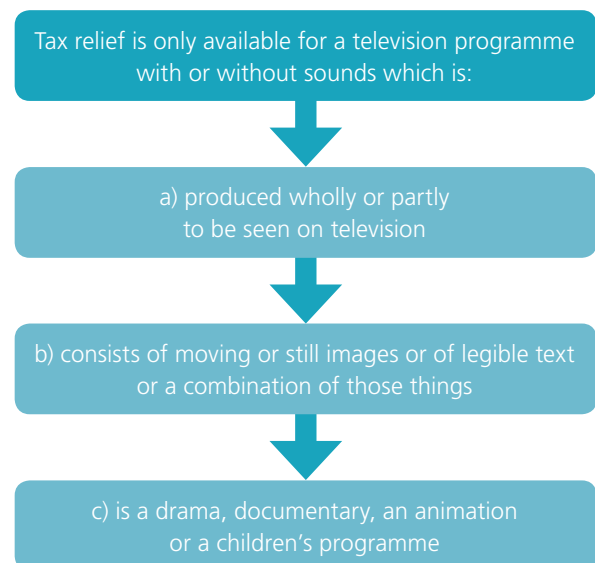 Tax relief is only available for a television programme
with or without sounds which is:
a) produced wholly or partly
to be seen on television
b) consists of moving or still images or of legible text
or a combination of those things
c) is a drama, documentary, an animation
or a children's programme